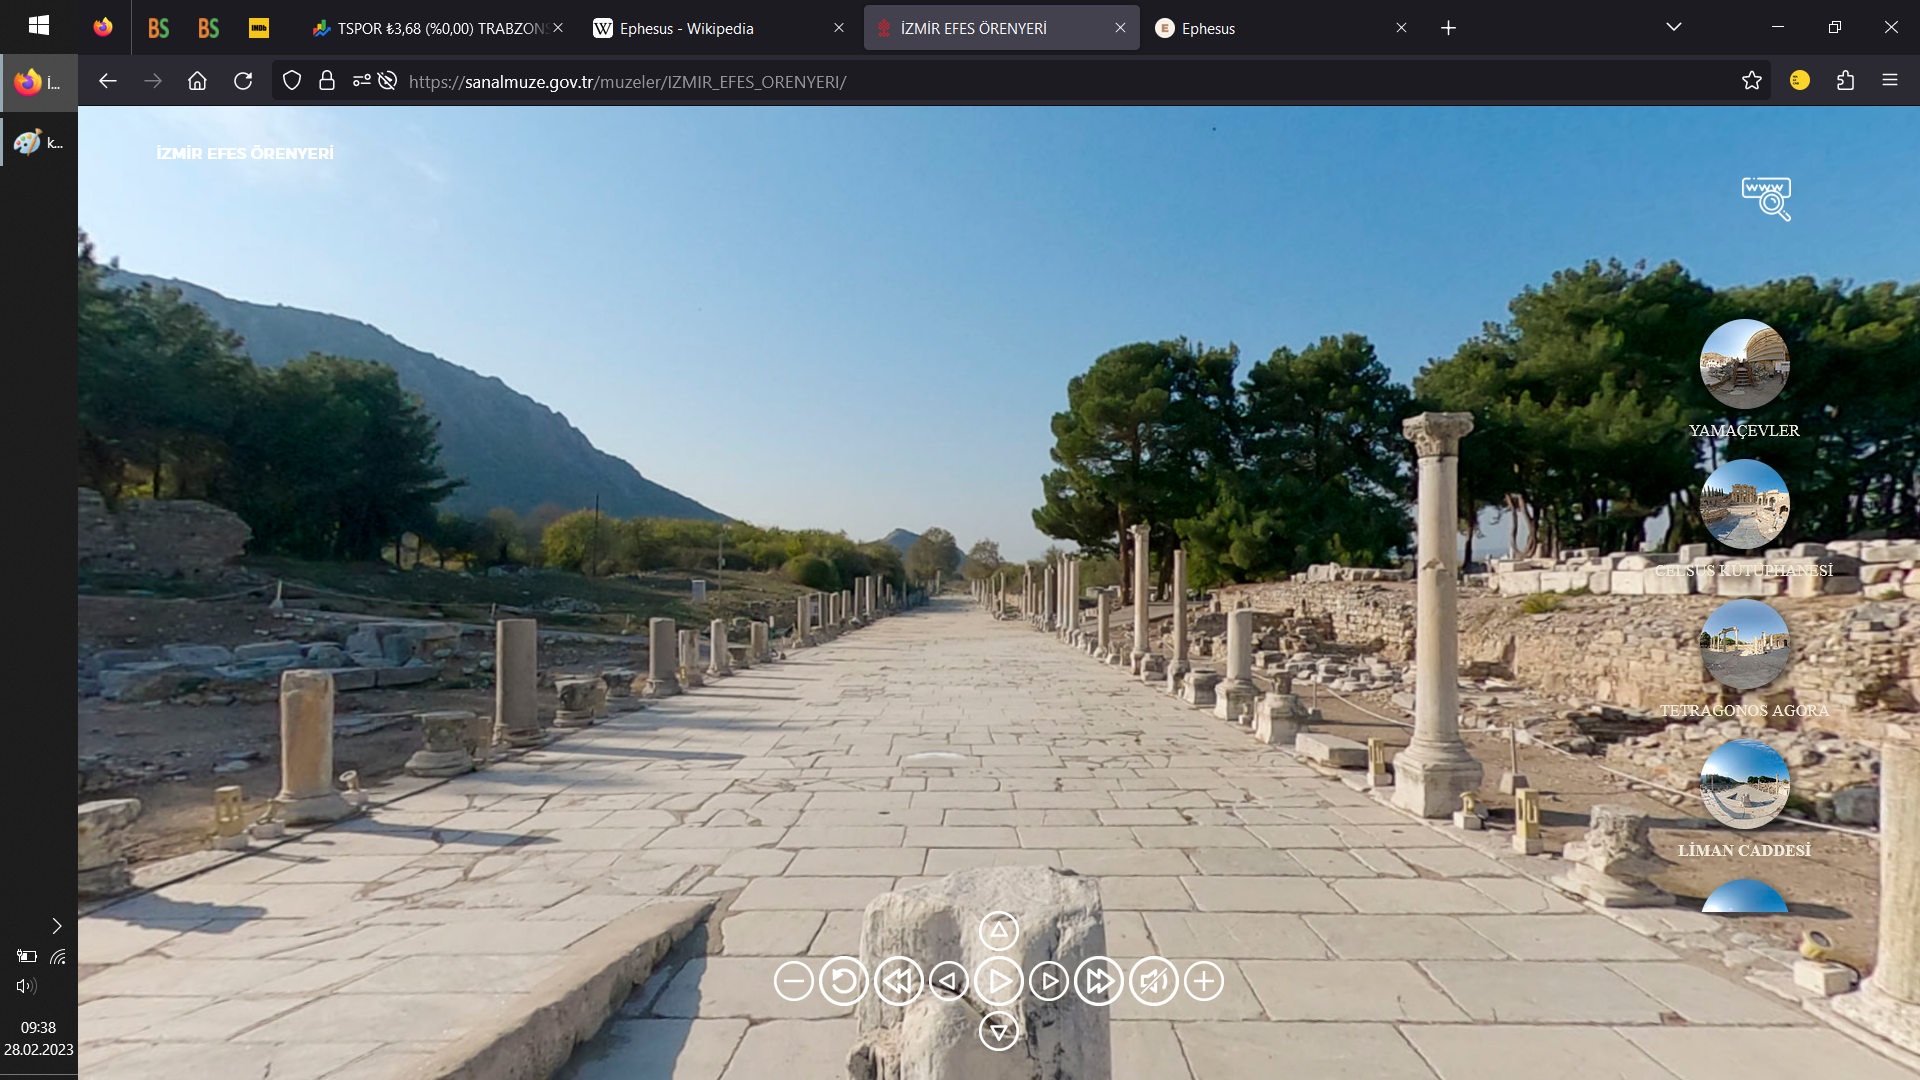 BS
BS
IMDb
TSPOR ₺3,68 (%0,00) TRABZONS
W
Ephesus - Wikipedia
İZMİR EFES ÖRENYERİ
E
Ephesus
İ...
https://sanalmuze.gov.tr/muzeler/IZMIR_EFES_ORENYERI/
k...
İZMİR EFES ÖRENYERİ
www
YAMAÇEVLER
CELSUS KÜTÜPHANESİ
TETRAGONOS AGORA
LİMAN CADDESİ
09:38
28.02.2023